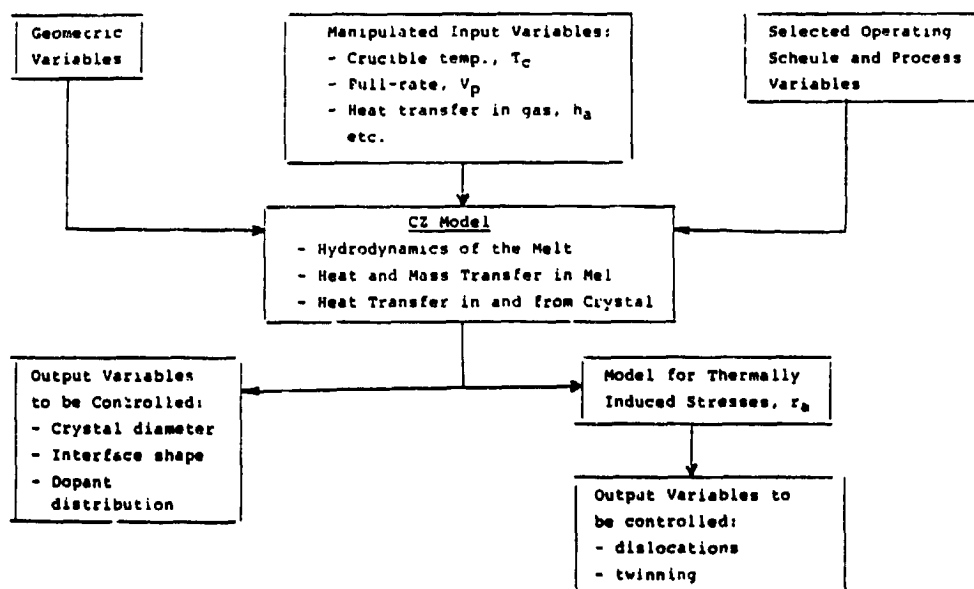 Geometric
Variables
Manipulated Input Variables:
- Crucible temp., Tc
- Full-rate, Vp
- Heat transfer in gas, ha
etc.
Selected Operating
Scheule and Process
Variables
CZ Model
- Hydrodynamics of the Melt
- Heat and Mass Transfer in Mel
- Heat Transfer in and from Crystal
Output Variables
to be Controlled:
- Crystal diameter
- Interface shape
- Dopant
distribution
Model for Thermally
Induced Stresses, ra
Output Variables to
be controlled:
- dislocations
- twinning